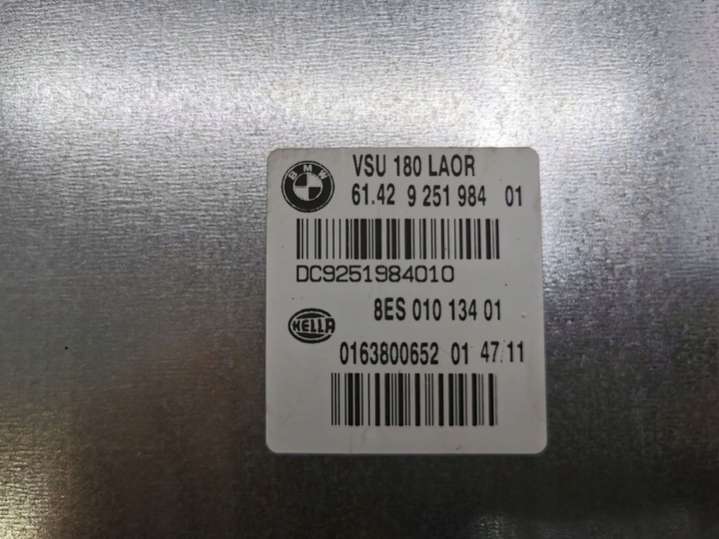 BMW
VSU 180 LAOR
61.42 9 251 984 01
DC9251984010
8ES 010 134 01
HELLA
0163800652 01 47.11